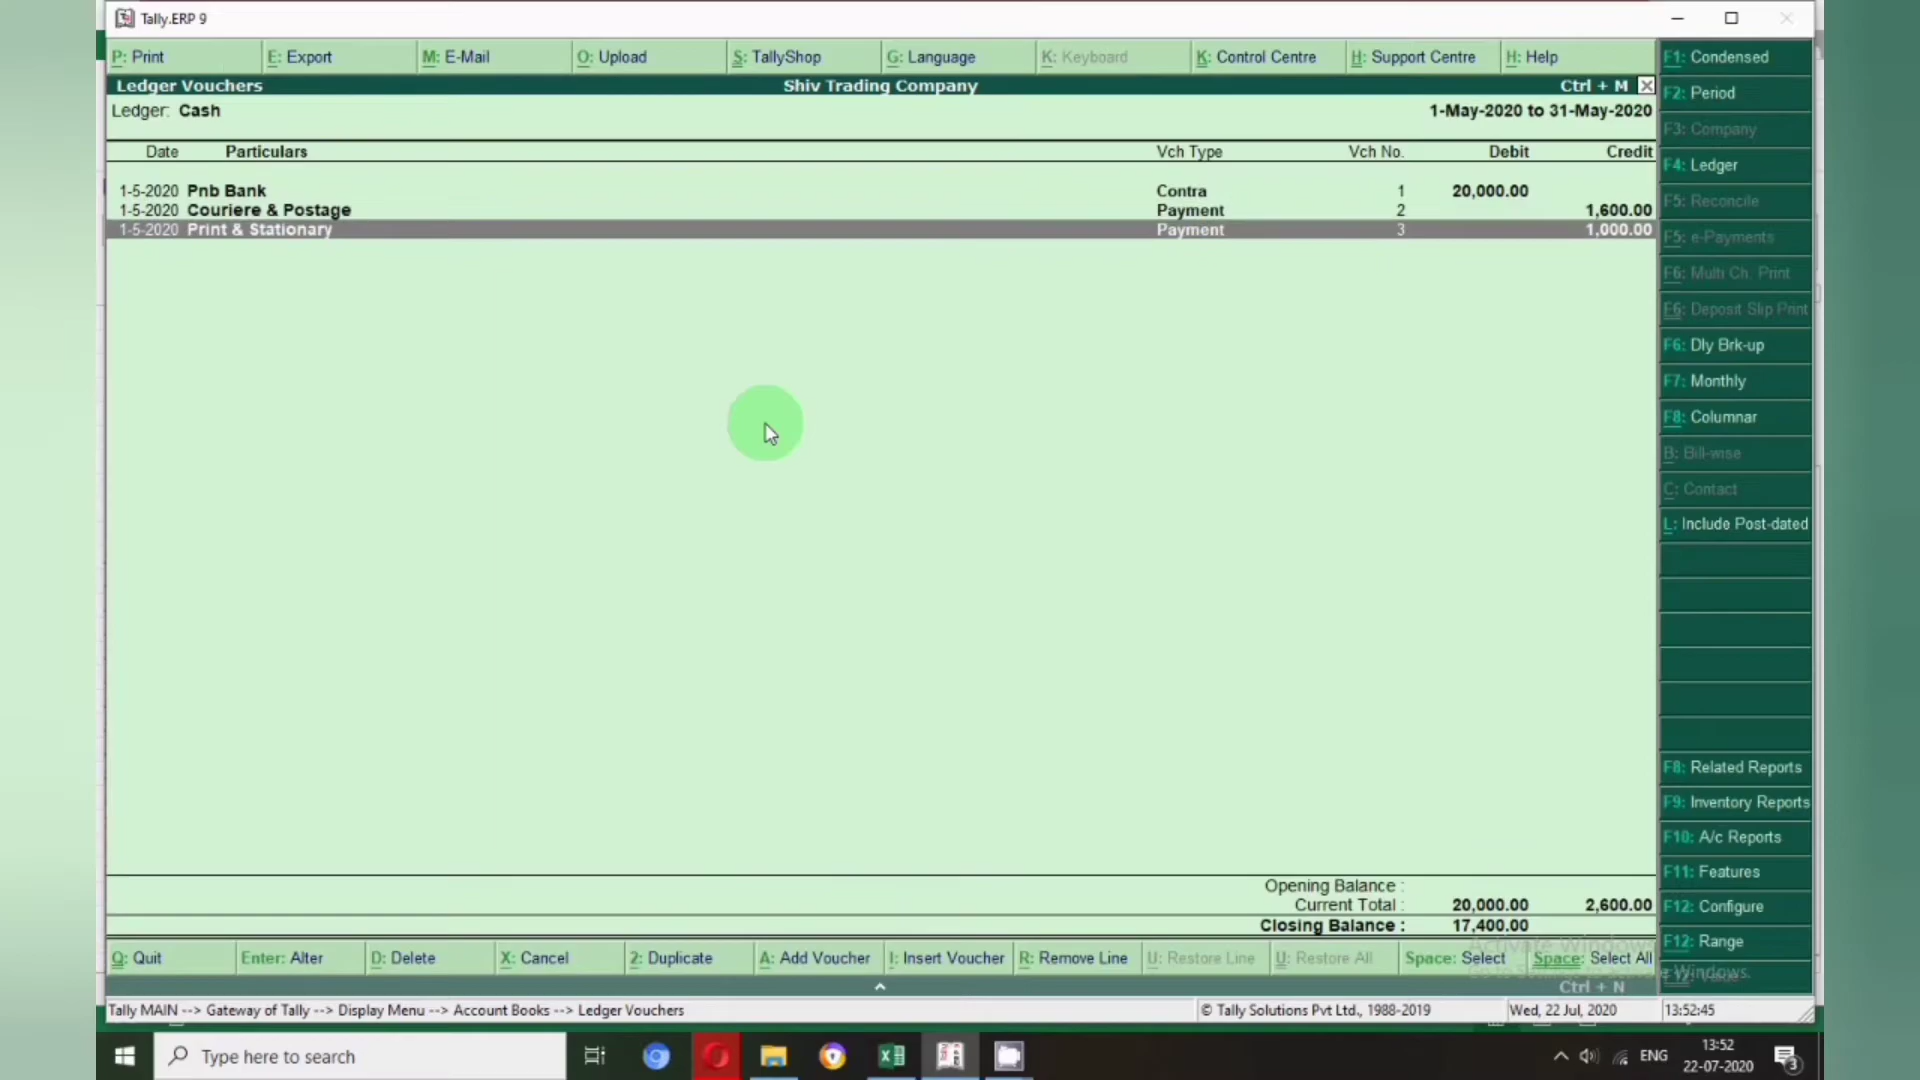 Tally.ERP 9
P: Print E: Export M: E-Mail O: Upload S: TallyShop G: Language K: Keyboard K: Control Centre H: Support Centre H: Help
Ledger Vouchers Shiv Trading Company Ctrl + M
Ledger: Cash 1-May-2020 to 31-May-2020
Date Particulars Vch Type Vch No. Debit Credit
1-5-2020 Pnb Bank Contra 1 20,000.00
1-5-2020 Couriere & Postage Payment 2 1,600.00
1-5-2020 Print & Stationary Payment 3 1,000.00
Opening Balance :
Current Total : 20,000.00 2,600.00
Closing Balance : 17,400.00
Q: Quit Enter: Alter D: Delete X: Cancel 2: Duplicate A: Add Voucher I: Insert Voucher R: Remove Line U: Restore Line U: Restore All Space: Select Space: Select All
Ctrl + N
F1: Condensed
F2: Period
F3: Company
F4: Ledger
F5: Reconcile
F5: e-Payments
F6: Multi Ch. Print
F6: Deposit Slip Print
F6: Dly Brk-up
F7: Monthly
F8: Columnar
B: Bill-wise
C: Contact
L: Include Post-dated
F8: Related Reports
F9: Inventory Reports
F10: A/c Reports
F11: Features
F12: Configure
F12: Range
Activate Windows
Go to Settings to activate Windows.
Tally MAIN --> Gateway of Tally --> Display Menu --> Account Books --> Ledger Vouchers © Tally Solutions Pvt Ltd., 1988-2019 Wed, 22 Jul, 2020 13:52:45
Type here to search ENG 13:52
22-07-2020 3